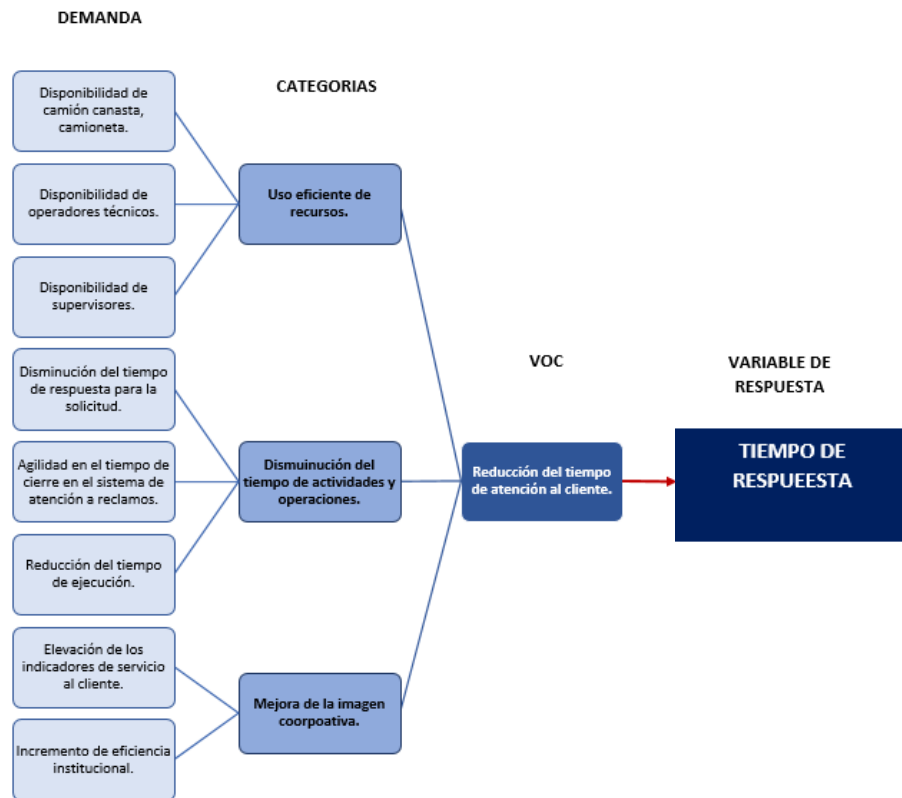 DEMANDA
CATEGORIAS
Disponibilidad de
camión canasta,
camioneta.
Disponibilidad de
operadores técnicos.
Disponibilidad de
supervisores.
Uso eficiente de
recursos.
Disminución del tiempo
de respuesta para la
solicitud.
Agilidad en el tiempo de
cierre en el sistema de
atención a reclamos.
Reducción del tiempo
de ejecución.
Dismuinución del
tiempo de actividades y
operaciones.
Elevación de los
indicadores de servicio
al cliente.
Incremento de eficiencia
institucional.
Mejora de la imagen
coorpoativa.
VOC
Reducción del tiempo
de atención al cliente.
VARIABLE DE
RESPUESTA
TIEMPO DE
RESPUEESTA